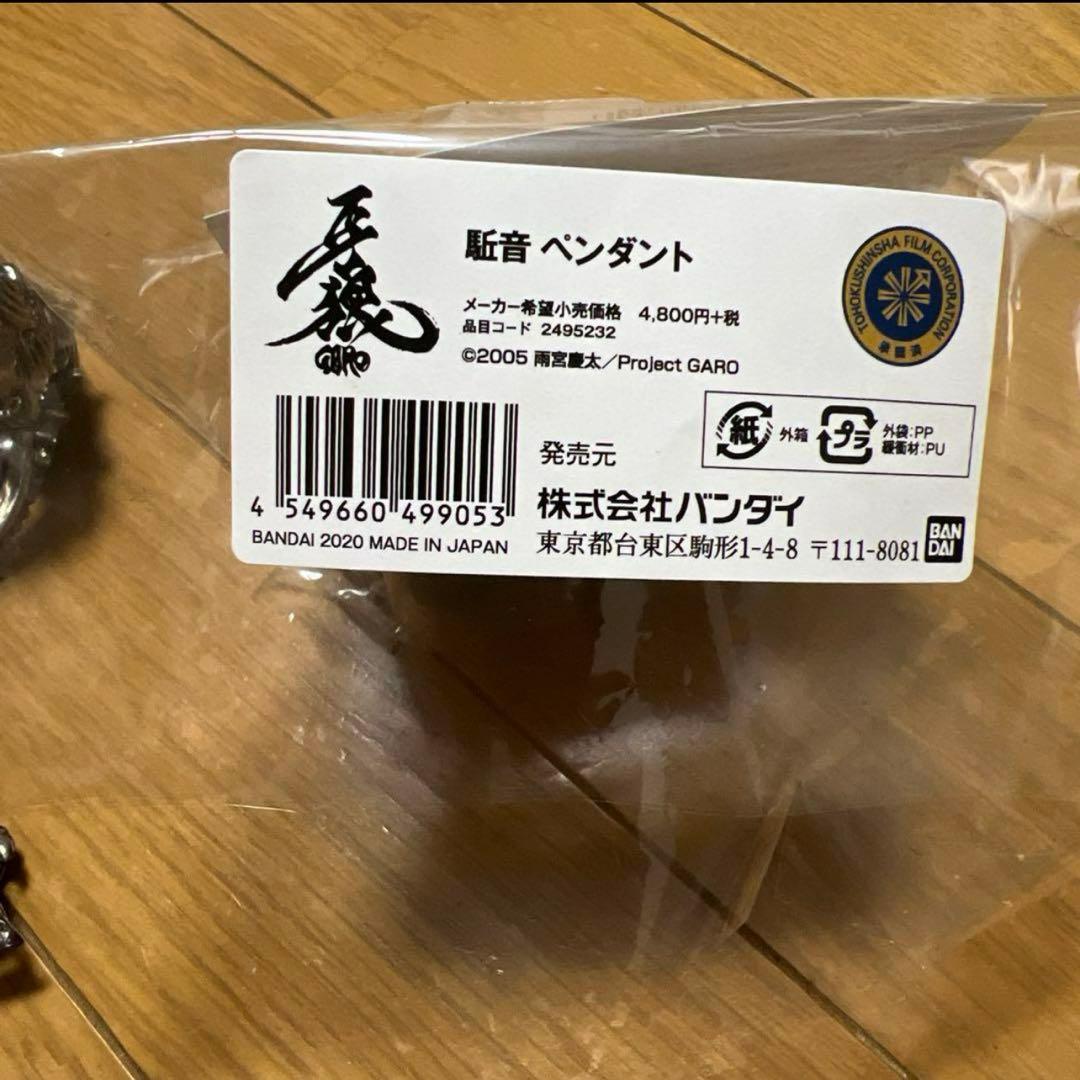 牙狼
GARO
駈音 ペンダント
メーカー希望小売価格 4,800円+税
品目コード 2495232
©2005 雨宮慶太/Project GARO
TOHOKUSHINSHA FILM CORPORATION
承認済
紙 外箱
プラ 外袋:PP
緩衝材:PU
4 549660 499053
BANDAI 2020 MADE IN JAPAN
発売元
株式会社バンダイ
東京都台東区駒形1-4-8 〒111-8081
BAN
DAI